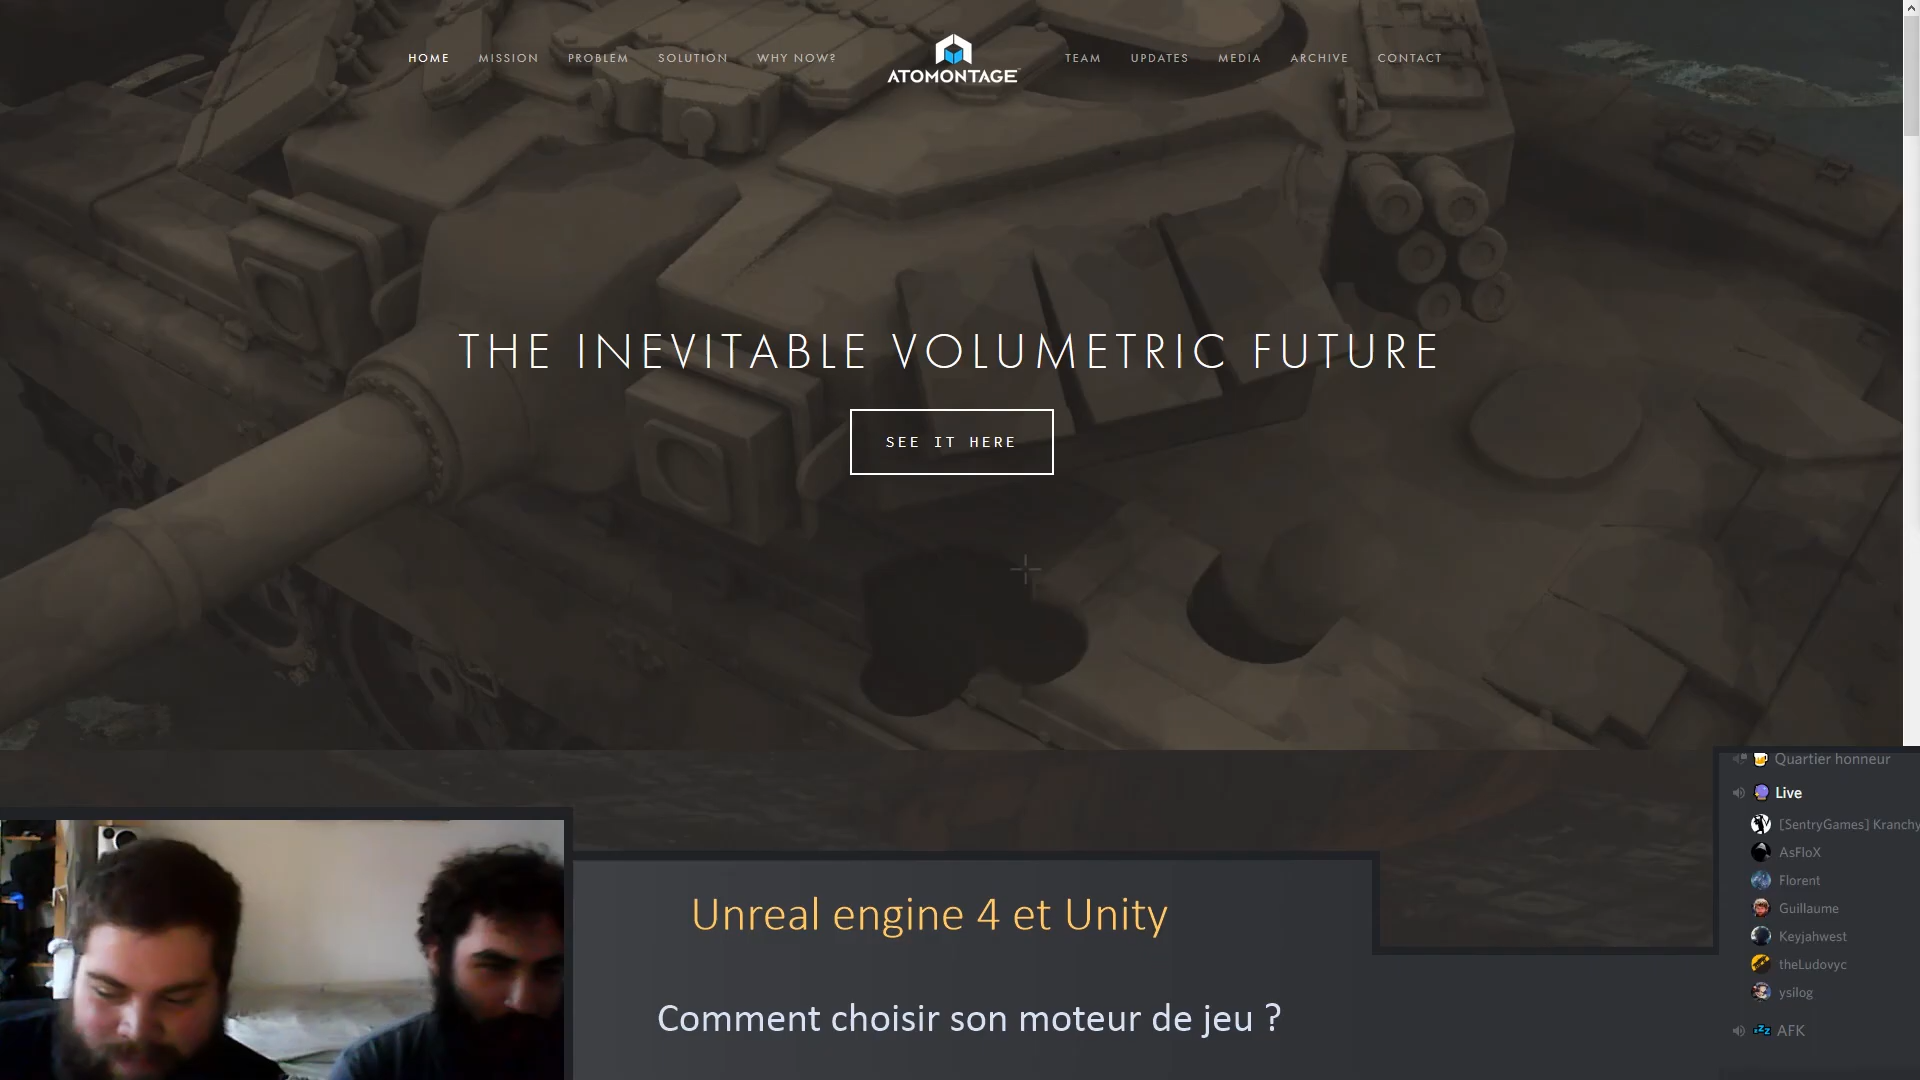 HOME MISSION PROBLEM SOLUTION WHY NOW? ATOMONTAGE TEAM UPDATES MEDIA ARCHIVE CONTACT
THE INEVITABLE VOLUMETRIC FUTURE
SEE IT HERE
Unreal engine 4 et Unity
Comment choisir son moteur de jeu ?
Quartier honneur
Live
[SentryGames] Kranchy
AsFloX
Florent
Guillaume
Keyjahwest
theLudovyc
ysilog
AFK